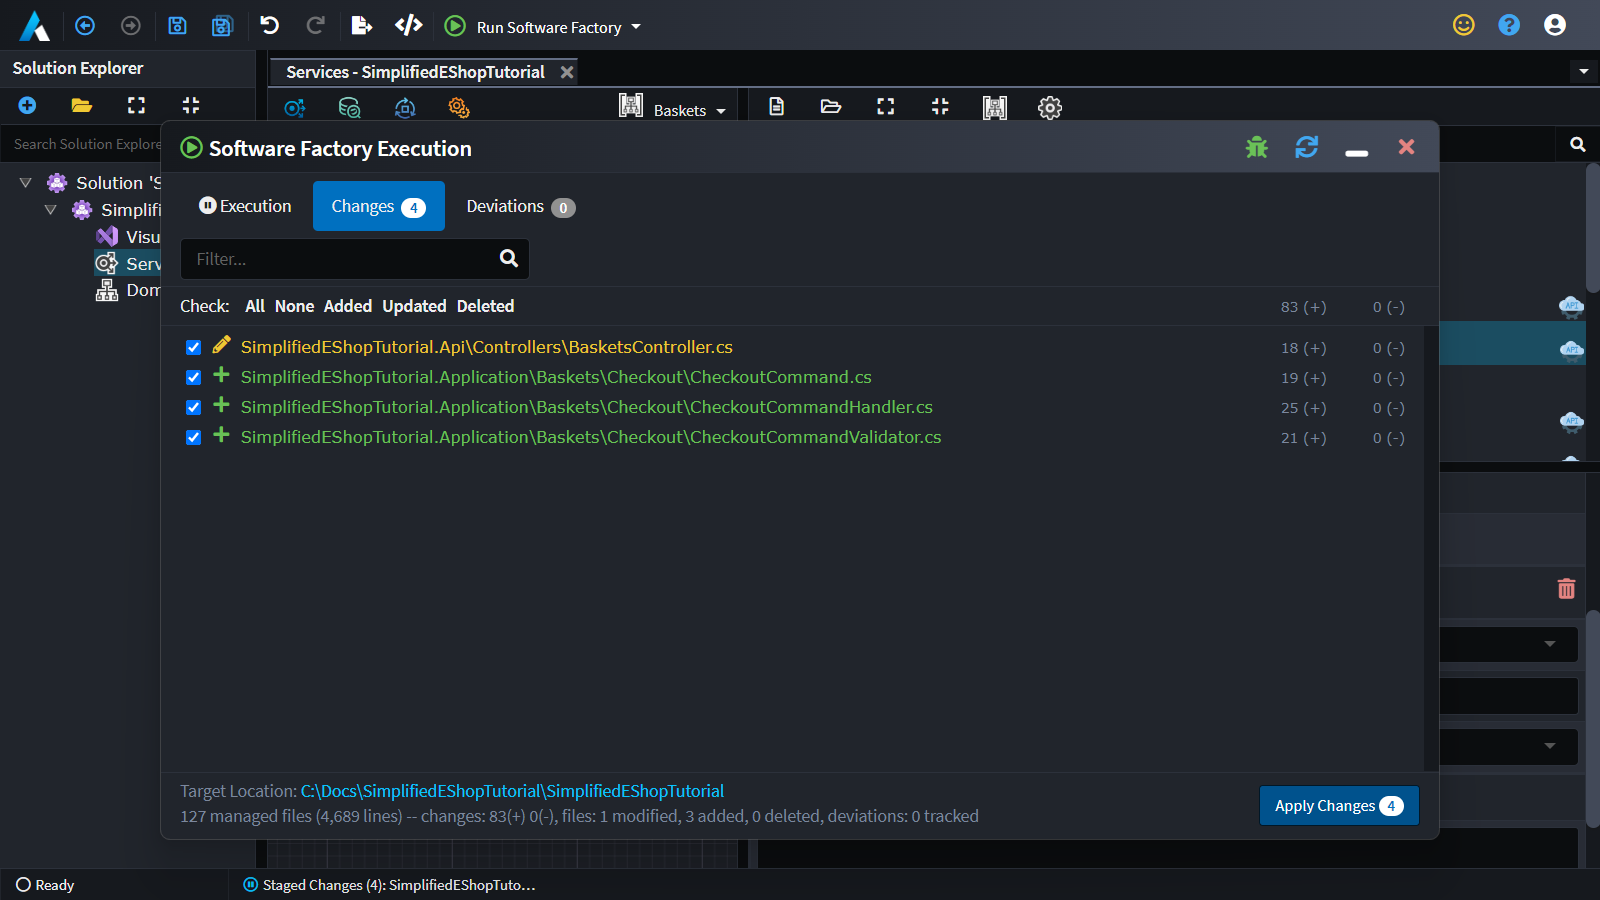 Run Software Factory
Solution Explorer
Services - SimplifiedEShopTutorial
Baskets
Search Solution Explore
Software Factory Execution
Solution 'S
Simplifi
Visu
Serv
Dom
Execution
Changes 4
Deviations 0
Filter...
Check: All None Added Updated Deleted 83 (+) 0 (-)
SimplifiedEShopTutorial.Api\Controllers\BasketsController.cs 18 (+) 0 (-)
SimplifiedEShopTutorial.Application\Baskets\Checkout\CheckoutCommand.cs 19 (+) 0 (-)
SimplifiedEShopTutorial.Application\Baskets\Checkout\CheckoutCommandHandler.cs 25 (+) 0 (-)
SimplifiedEShopTutorial.Application\Baskets\Checkout\CheckoutCommandValidator.cs 21 (+) 0 (-)
API
API
API
Target Location: C:\Docs\SimplifiedEShopTutorial\SimplifiedEShopTutorial
127 managed files (4,689 lines) -- changes: 83(+) 0(-), files: 1 modified, 3 added, 0 deleted, deviations: 0 tracked
Apply Changes 4
Ready
Staged Changes (4): SimplifiedEShopTuto...